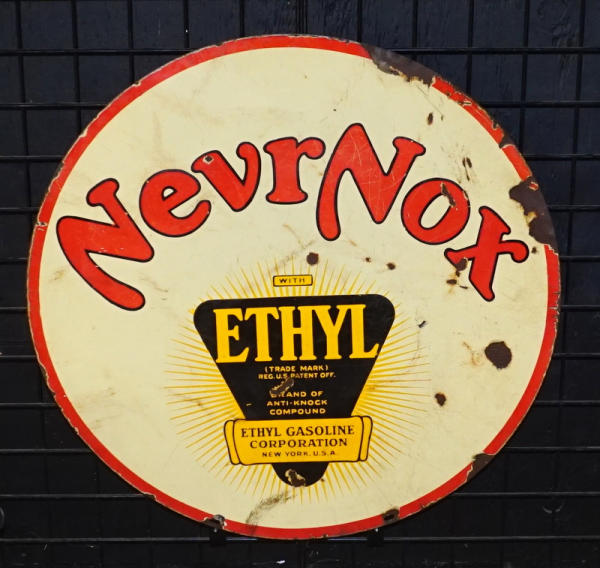 NevrNox
WITH
ETHYL
(TRADE MARK)
REG. U.S. PATENT OFF.
BRAND OF
ANTI-KNOCK
COMPOUND
ETHYL GASOLINE
CORPORATION
NEW YORK, U.S.A.